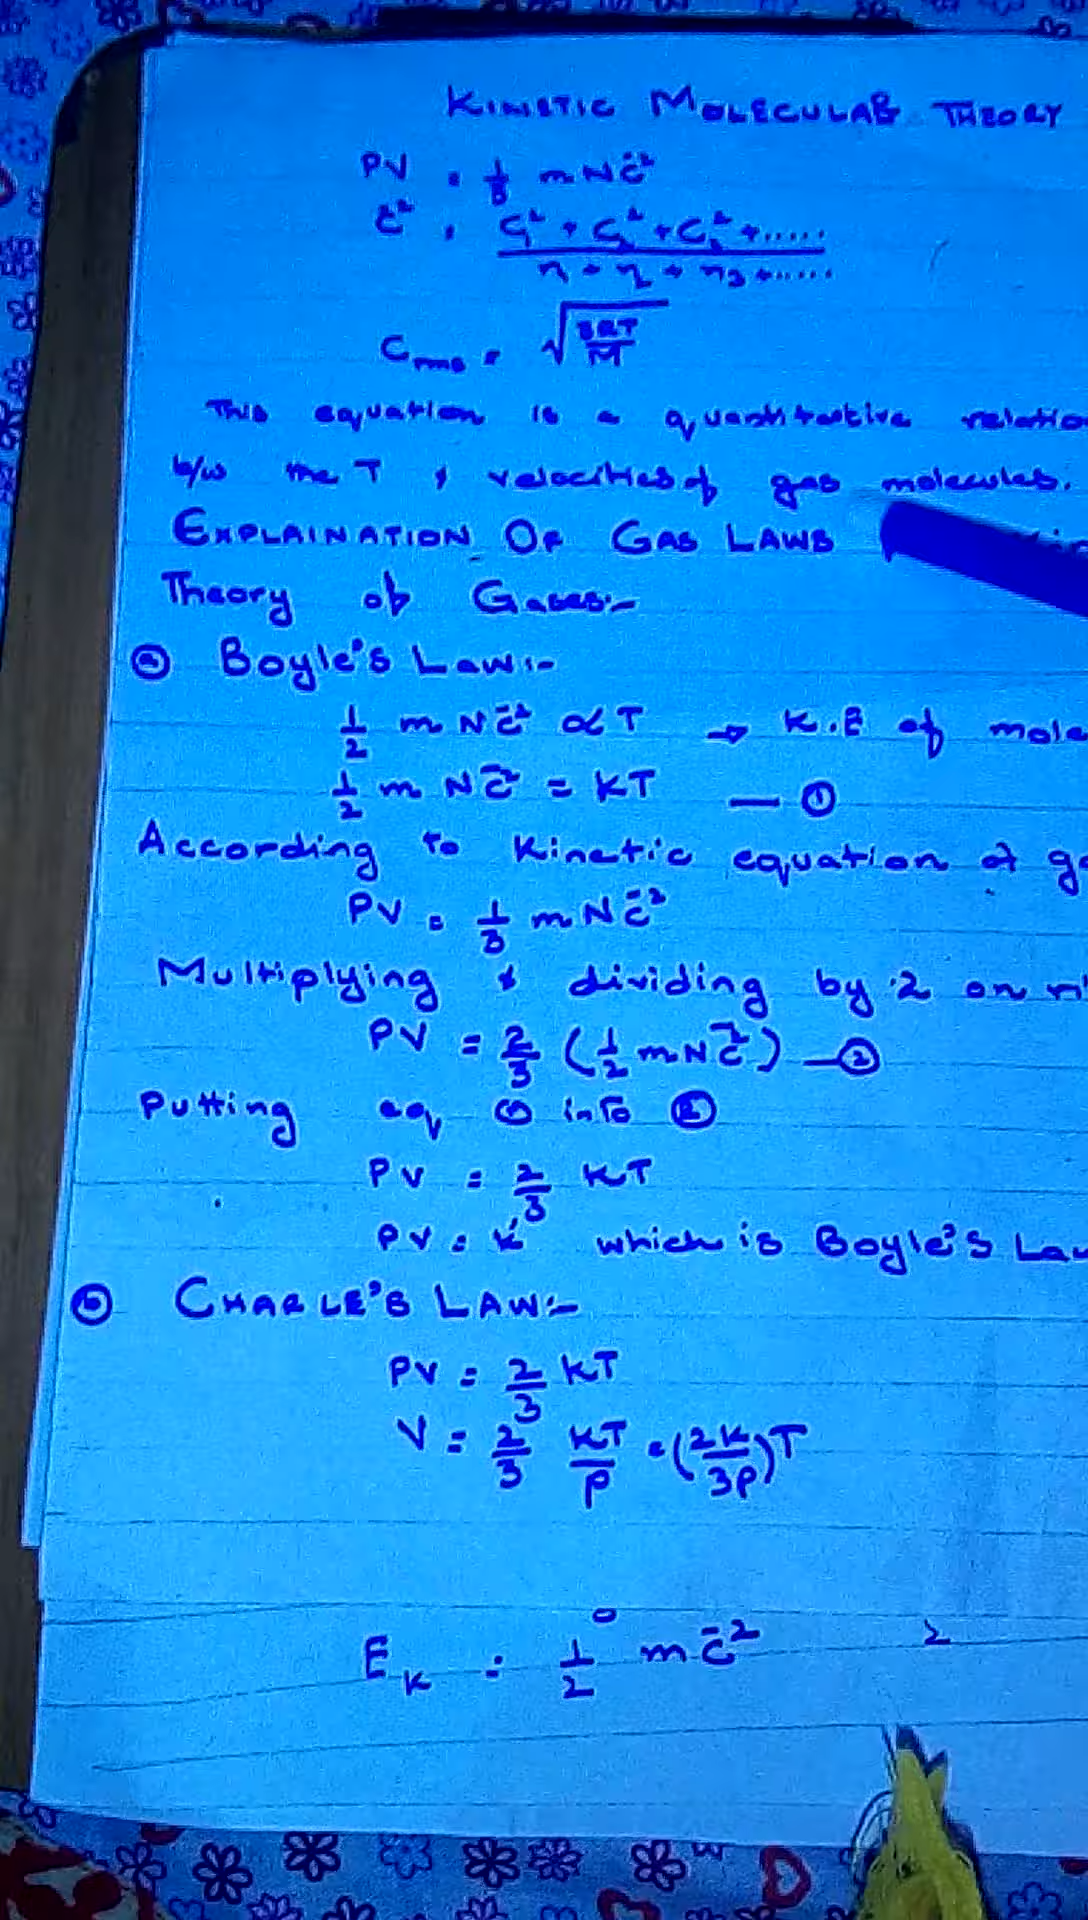 KINETIC MOLECULAR THEORY
PV = 1/3 mNc̄²
c̄² = (C₁² + C₂² + C₃² + .....) / (n₁ + n₂ + n₃ + .....)
Crms = √(3RT/M)
This equation is a quantitative relatio
b/w the T & velocities of gas molecules.
EXPLAINATION OF GAS LAWS
Theory of Gases:-
ⓐ Boyle's Law:-
1/2 mNc̄² ∝ T → K.E of mole
1/2 mNc̄² = KT — ①
According to Kinetic equation of ga
PV = 1/3 mNc̄²
Multiplying & dividing by 2 on ri
PV = 2/3 (1/2 mNc̄²) — ②
Putting eq ① into ②
PV = 2/3 KT
PV = K' which is Boyle's La
ⓑ CHARLE'S LAW:-
PV = 2/3 KT
V = 2/3 KT/P = (2K/3P)T
E_K = 1/2 mc̄² 2